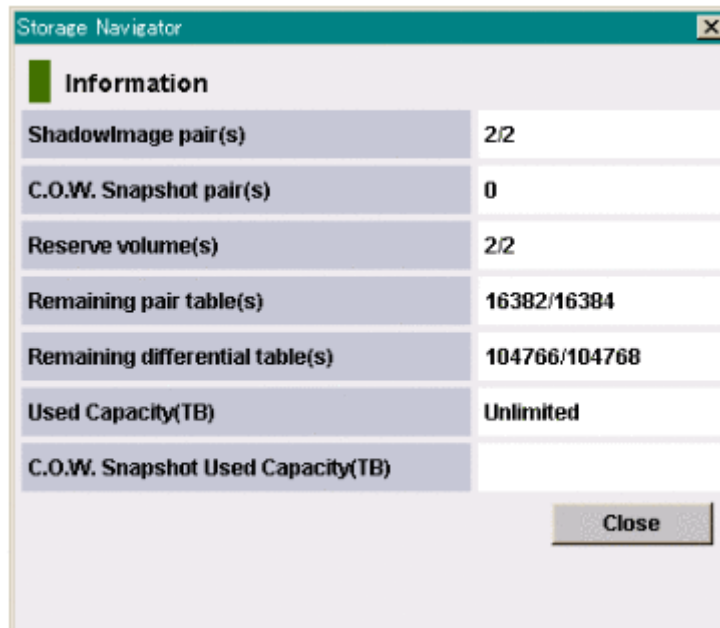 Storage Navigator
Information
ShadowImage pair(s) 2/2
C.O.W. Snapshot pair(s) 0
Reserve volume(s) 2/2
Remaining pair table(s) 16382/16384
Remaining differential table(s) 104766/104768
Used Capacity(TB) Unlimited
C.O.W. Snapshot Used Capacity(TB)
Close